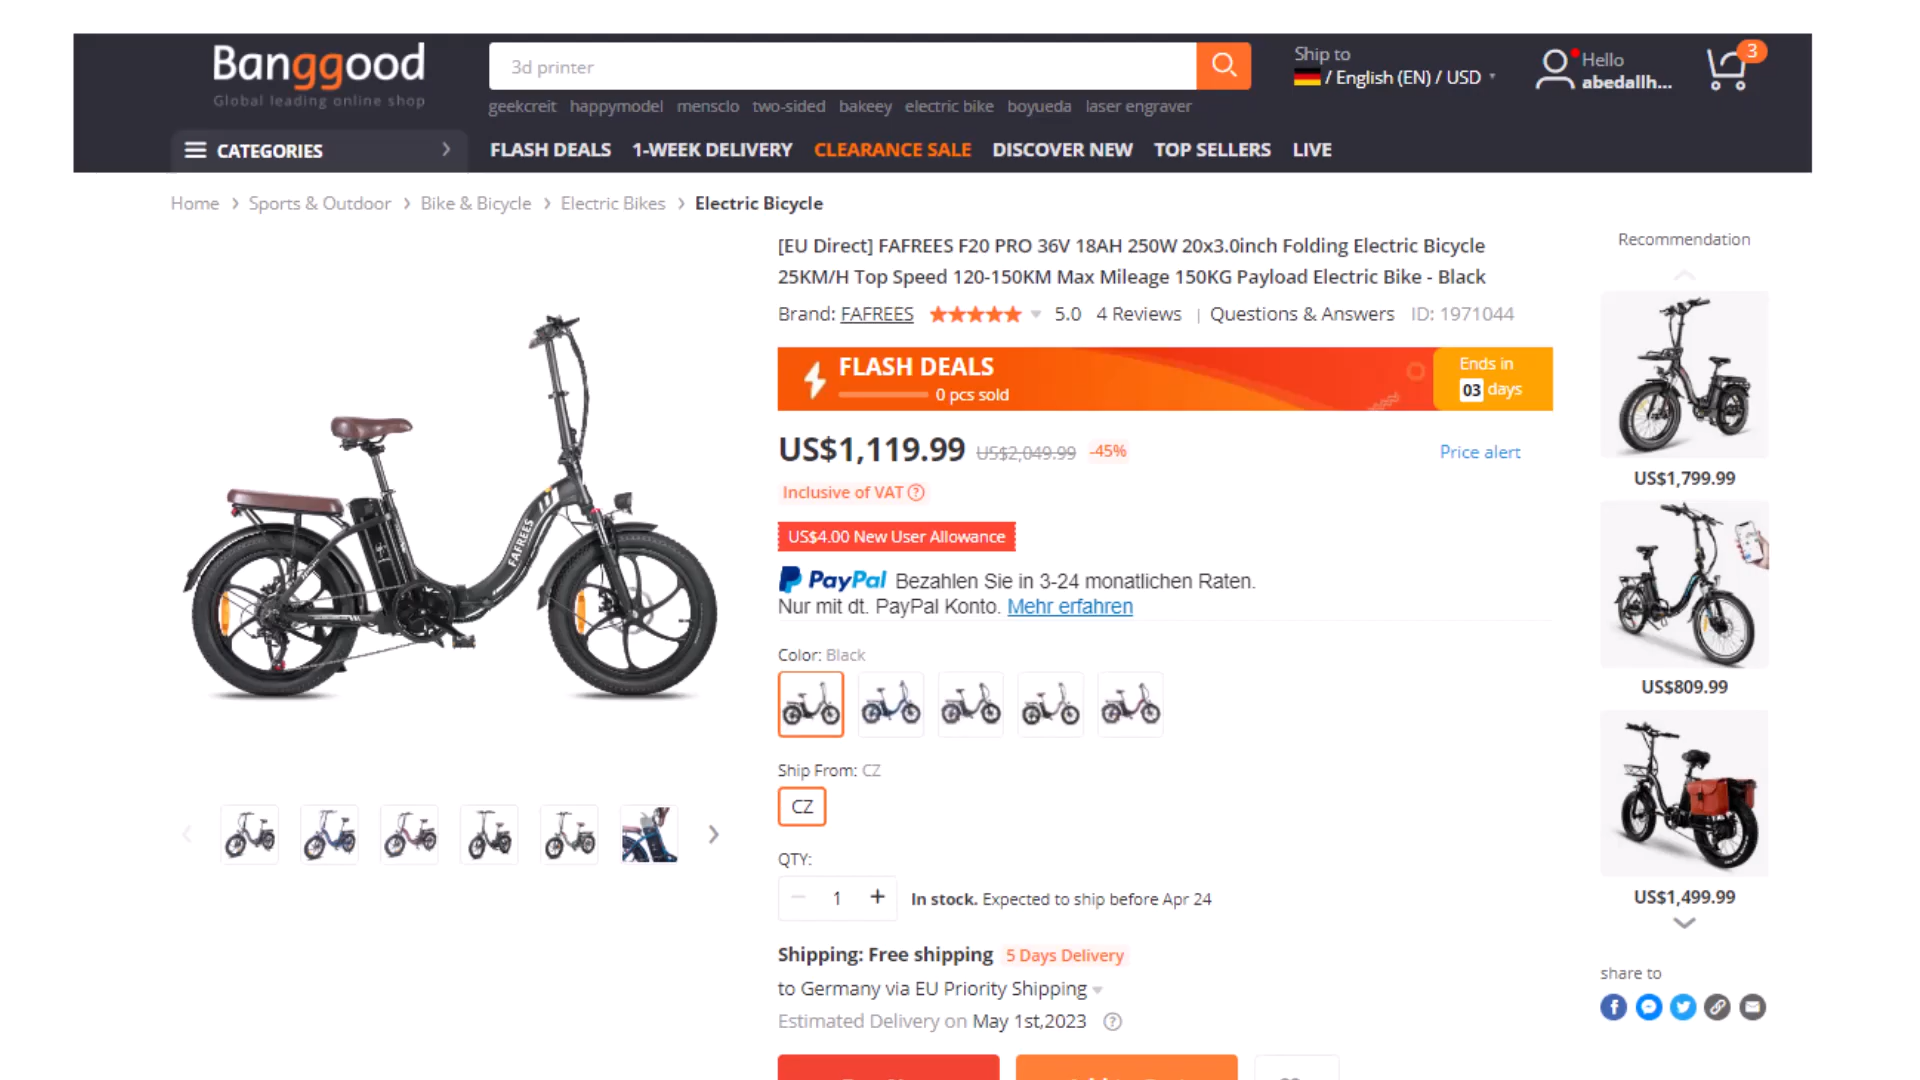 Banggood
Global leading online shop
3d printer
geekcreit happymodel mensclo two-sided bakeey electric bike boyueda laser engraver
Ship to
/ English (EN) / USD
Hello
abedallh...
3
CATEGORIES
FLASH DEALS 1-WEEK DELIVERY CLEARANCE SALE DISCOVER NEW TOP SELLERS LIVE
Home > Sports & Outdoor > Bike & Bicycle > Electric Bikes > Electric Bicycle
[EU Direct] FAFREES F20 PRO 36V 18AH 250W 20x3.0inch Folding Electric Bicycle
25KM/H Top Speed 120-150KM Max Mileage 150KG Payload Electric Bike - Black
Brand: FAFREES 5.0 4 Reviews | Questions & Answers ID: 1971044
FLASH DEALS
0 pcs sold
Ends in
03 days
US$1,119.99 US$2,049.99 -45%
Price alert
Inclusive of VAT ?
US$4.00 New User Allowance
PayPal Bezahlen Sie in 3-24 monatlichen Raten.
Nur mit dt. PayPal Konto. Mehr erfahren
Color: Black
Ship From: CZ
CZ
QTY:
− 1 + In stock. Expected to ship before Apr 24
Shipping: Free shipping 5 Days Delivery
to Germany via EU Priority Shipping
Estimated Delivery on May 1st,2023 ?
FAFREES
Recommendation
US$1,799.99
US$809.99
US$1,499.99
share to